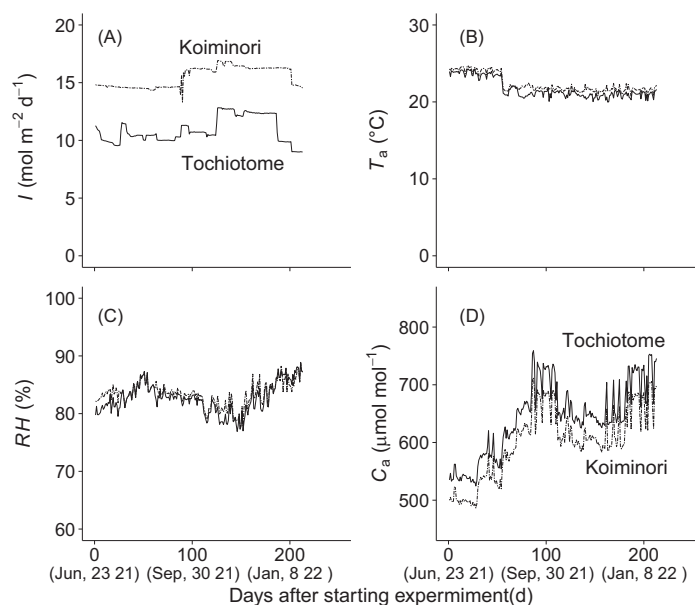 (A)
Koiminori
Tochiotome
20
15
10
5
0
I (mol m⁻² d⁻¹)
(B)
30
20
10
0
Tₐ (°C)
(C)
100
90
80
70
60
RH (%)
0 100 200
(Jun, 23 21) (Sep, 30 21) (Jan, 8 22 )
(D)
Tochiotome
Koiminori
800
700
600
500
Cₐ (μmol mol⁻¹)
0 100 200
(Jun, 23 21) (Sep, 30 21) (Jan, 8 22 )
Days after starting expermiment(d)